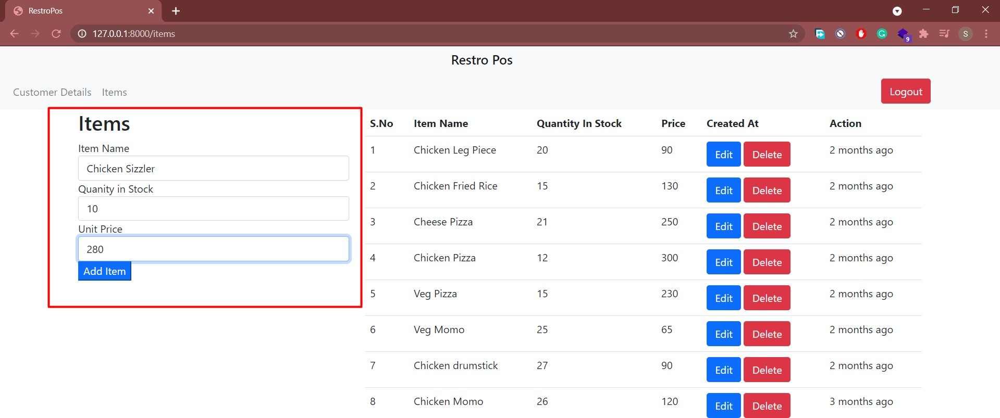 RestroPos
127.0.0.1:8000/items
9
S
Restro Pos
Customer Details Items
Logout
Items
Item Name
Chicken Sizzler
Quanity in Stock
10
Unit Price
280
Add Item
S.No Item Name Quantity In Stock Price Created At Action
1 Chicken Leg Piece 20 90 Edit Delete 2 months ago
2 Chicken Fried Rice 15 130 Edit Delete 2 months ago
3 Cheese Pizza 21 250 Edit Delete 2 months ago
4 Chicken Pizza 12 300 Edit Delete 2 months ago
5 Veg Pizza 15 230 Edit Delete 2 months ago
6 Veg Momo 25 65 Edit Delete 2 months ago
7 Chicken drumstick 27 90 Edit Delete 2 months ago
8 Chicken Momo 26 120 Edit Delete 3 months ago